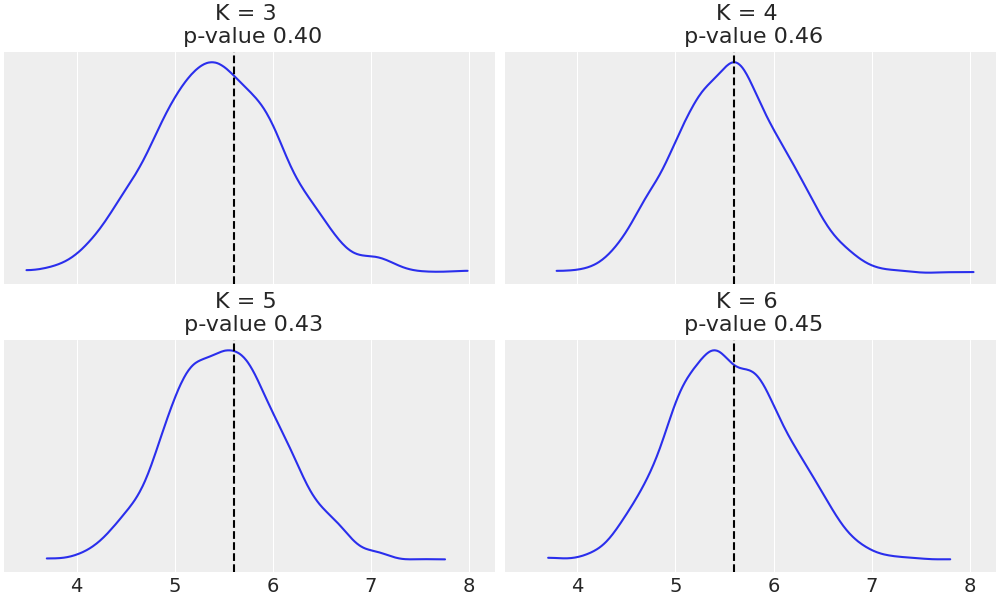 K = 3
p-value 0.40
K = 4
p-value 0.46
K = 5
p-value 0.43
K = 6
p-value 0.45
4 5 6 7 8
4 5 6 7 8